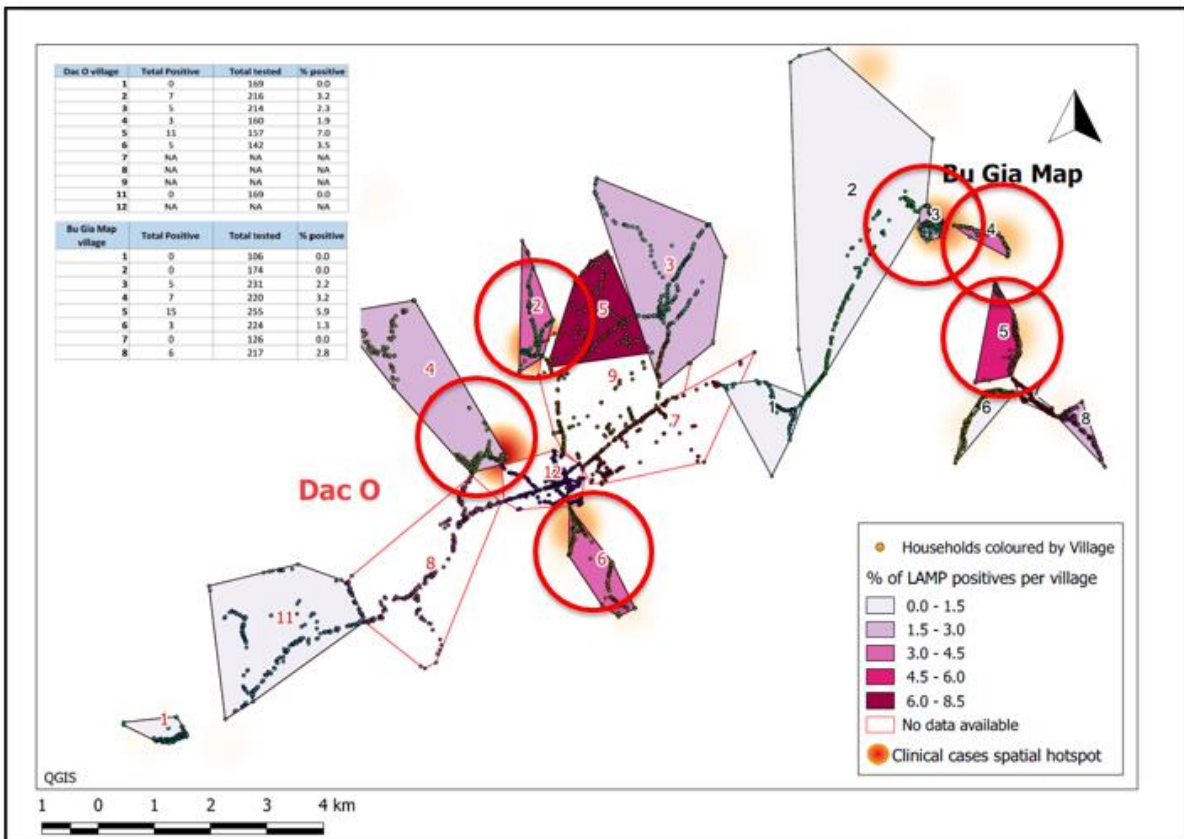 Dac O village Total Positive Total tested % positive
1 0 169 0.0
2 7 216 3.2
3 5 214 2.3
4 3 160 1.9
5 11 157 7.0
6 5 142 3.5
7 NA NA NA
8 NA NA NA
9 NA NA NA
11 0 169 0.0
12 NA NA NA
Bu Gia Map village Total Positive Total tested % positive
1 0 106 0.0
2 0 174 0.0
3 5 231 2.2
4 7 220 3.2
5 15 255 5.9
6 3 224 1.3
7 0 126 0.0
8 6 217 2.8
Bu Gia Map
2
3
4
3
2
5
5
4
9
1
6
7
8
12
Dac O
6
8
11
1
Households coloured by Village
% of LAMP positives per village
0.0 - 1.5
1.5 - 3.0
3.0 - 4.5
4.5 - 6.0
6.0 - 8.5
No data available
Clinical cases spatial hotspot
QGIS
1 0 1 2 3 4 km